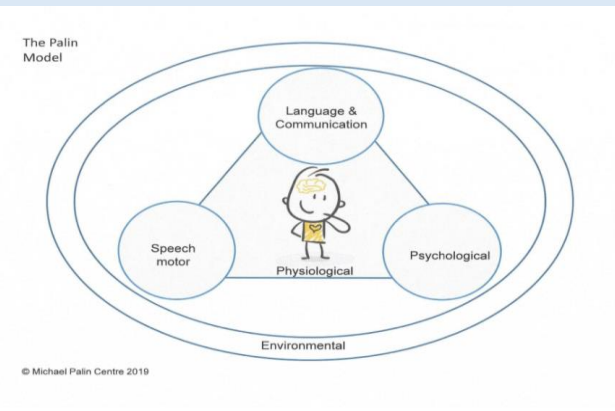 The Palin
Model
Language &
Communication
Speech
motor
Psychological
Physiological
Environmental
© Michael Palin Centre 2019